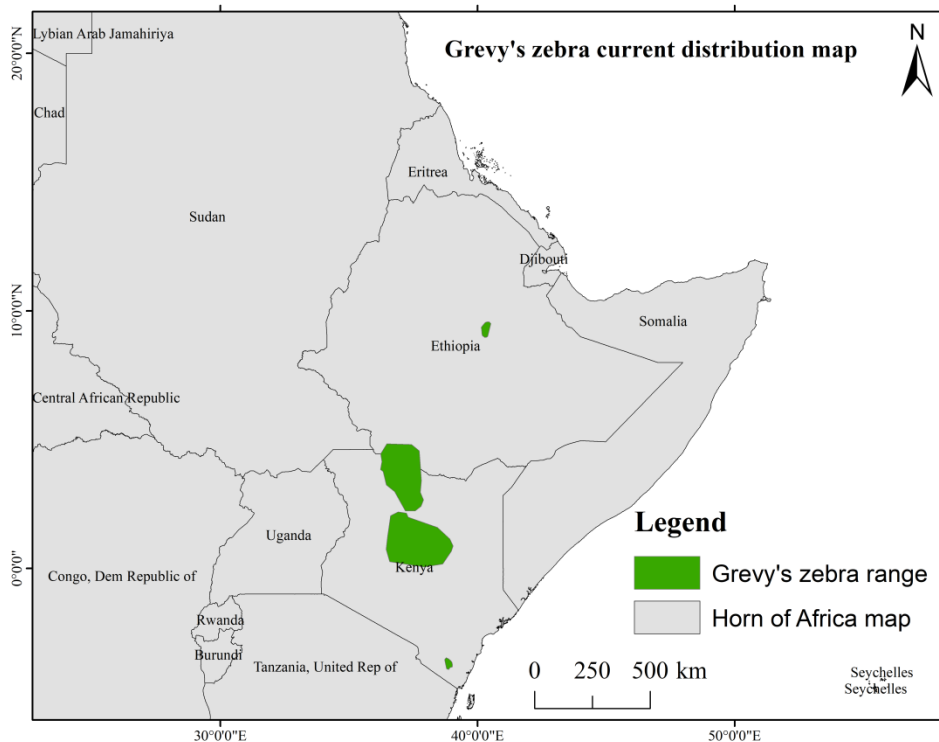 Lybian Arab Jamahiriya
Grevy's zebra current distribution map
N
20°0'0"N
Chad
Eritrea
Sudan
Djibouti
10°0'0"N
Somalia
Ethiopia
Central African Republic
Legend
Uganda
Grevy's zebra range
Kenya
0°0'0"
Congo, Dem Republic of
Horn of Africa map
Rwanda
Burundi
Tanzania, United Rep of
0 250 500 km
Seychelles
Seychelles
30°0'0"E 40°0'0"E 50°0'0"E